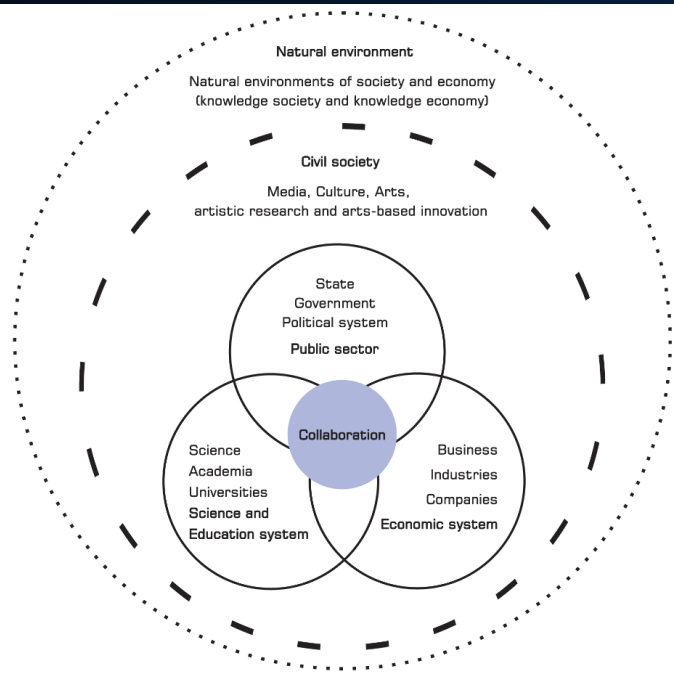 Natural environment
Natural environments of society and economy
(knowledge society and knowledge economy)
Civil society
Media, Culture, Arts,
artistic research and arts-based innovation
State
Government
Political system
Public sector
Collaboration
Science
Academia
Universities
Science and
Education system
Business
Industries
Companies
Economic system